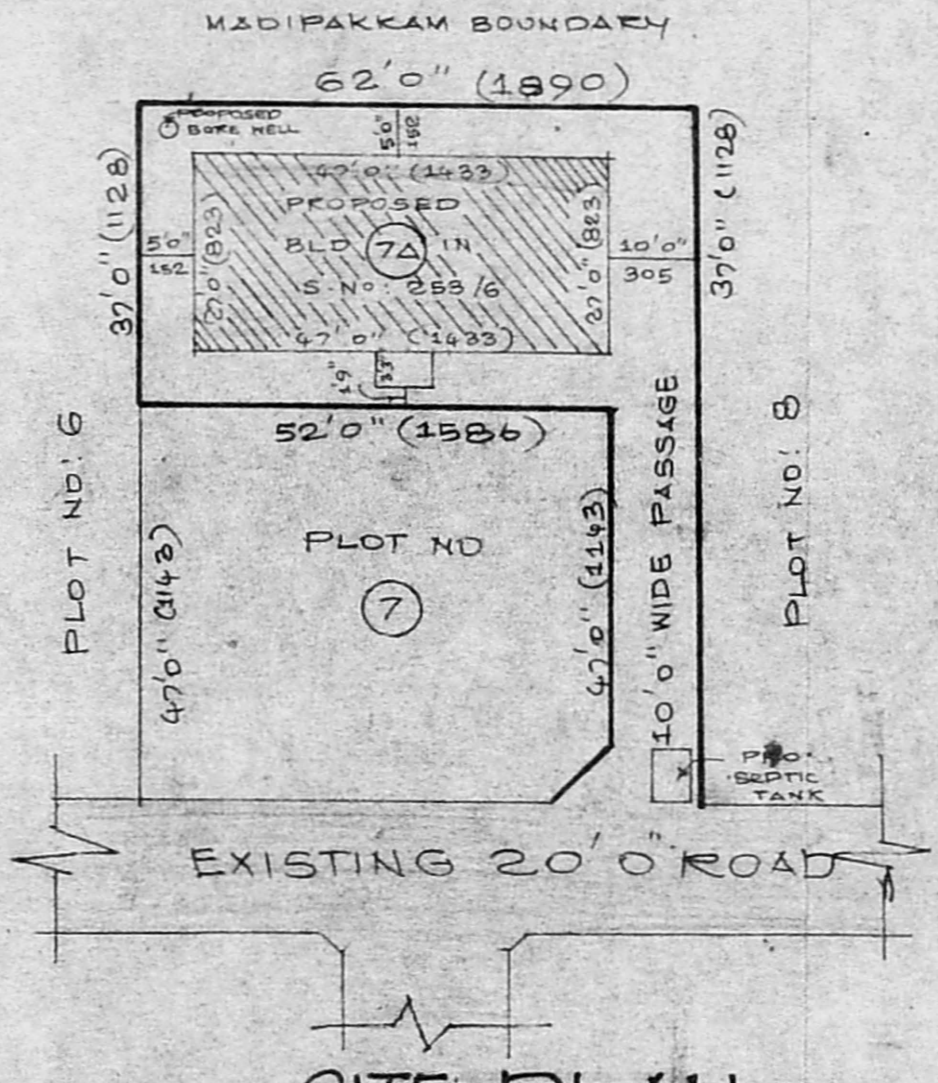 MADIPAKKAM BOUNDARY
62'0" (1890)
PROPOSED
BORE WELL
5'0"
152
37'0" (1128)
37'0" (1128)
47'0" (1433)
PROPOSED
BLD 7A IN
S.NO: 253/6
47'0" (1433)
27'0" (823)
27'0" (823)
5'0"
152
10'0"
305
1'9"
3'3"
52'0" (1586)
PLOT NO: 6
PLOT NO
7
47'0" (1143)
47'0" (1143)
10'0" WIDE PASSAGE
PLOT NO: 8
PRO.
SEPTIC
TANK
EXISTING 20'0" ROAD
SITE PLAN